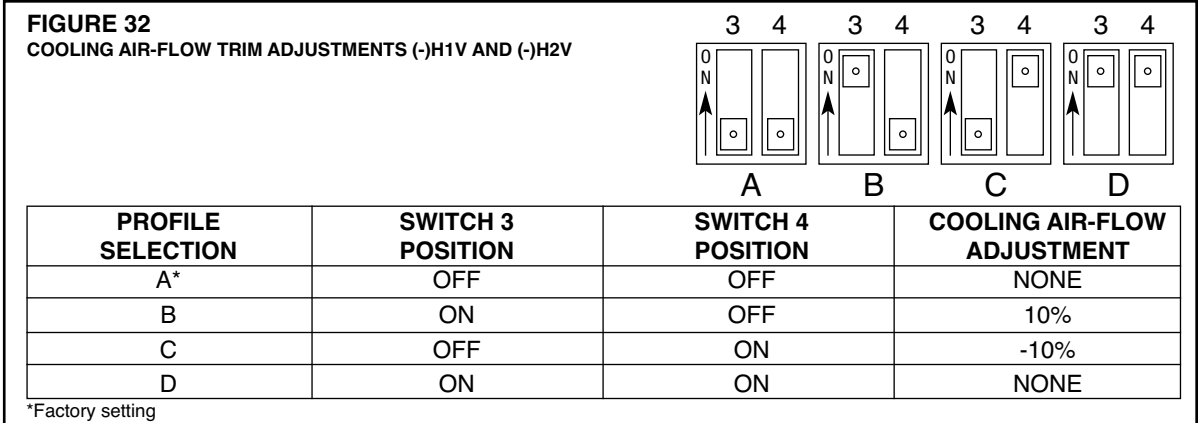 FIGURE 32
COOLING AIR-FLOW TRIM ADJUSTMENTS (-)H1V AND (-)H2V
3 4 3 4 3 4 3 4
ON ON ON ON
A B C D
PROFILE SELECTION SWITCH 3 POSITION SWITCH 4 POSITION COOLING AIR-FLOW ADJUSTMENT
A* OFF OFF NONE
B ON OFF 10%
C OFF ON -10%
D ON ON NONE
*Factory setting